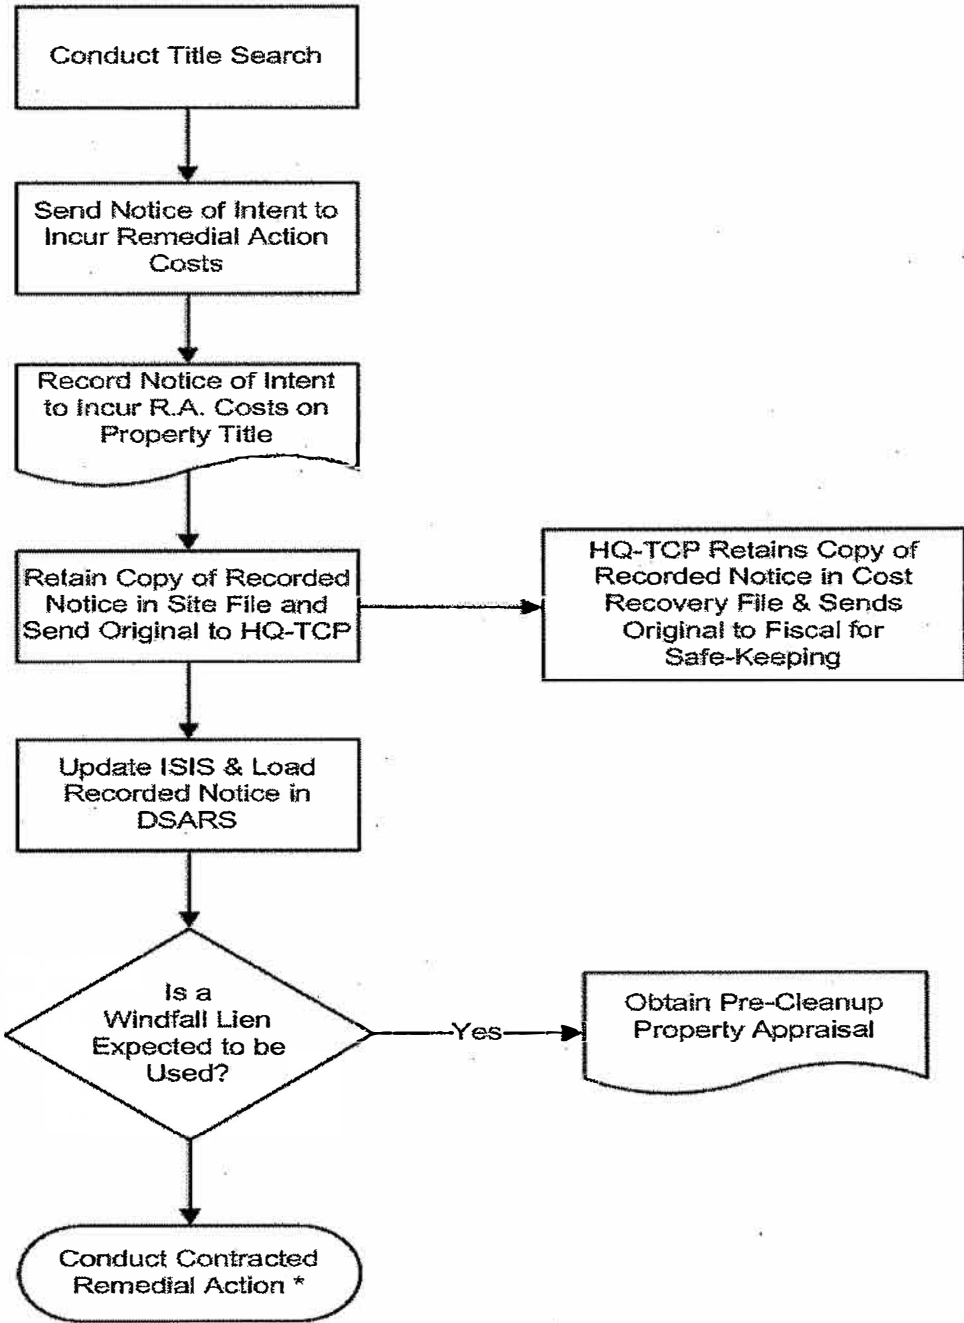 Conduct Title Search
Send Notice of Intent to
Incur Remedial Action
Costs
Record Notice of Intent
to Incur R.A. Costs on
Property Title
Retain Copy of Recorded
Notice in Site File and
Send Original to HQ-TCP
HQ-TCP Retains Copy of
Recorded Notice in Cost
Recovery File & Sends
Original to Fiscal for
Safe-Keeping
Update ISIS & Load
Recorded Notice in
DSARS
Is a
Windfall Lien
Expected to be
Used?
Yes
Obtain Pre-Cleanup
Property Appraisal
Conduct Contracted
Remedial Action *